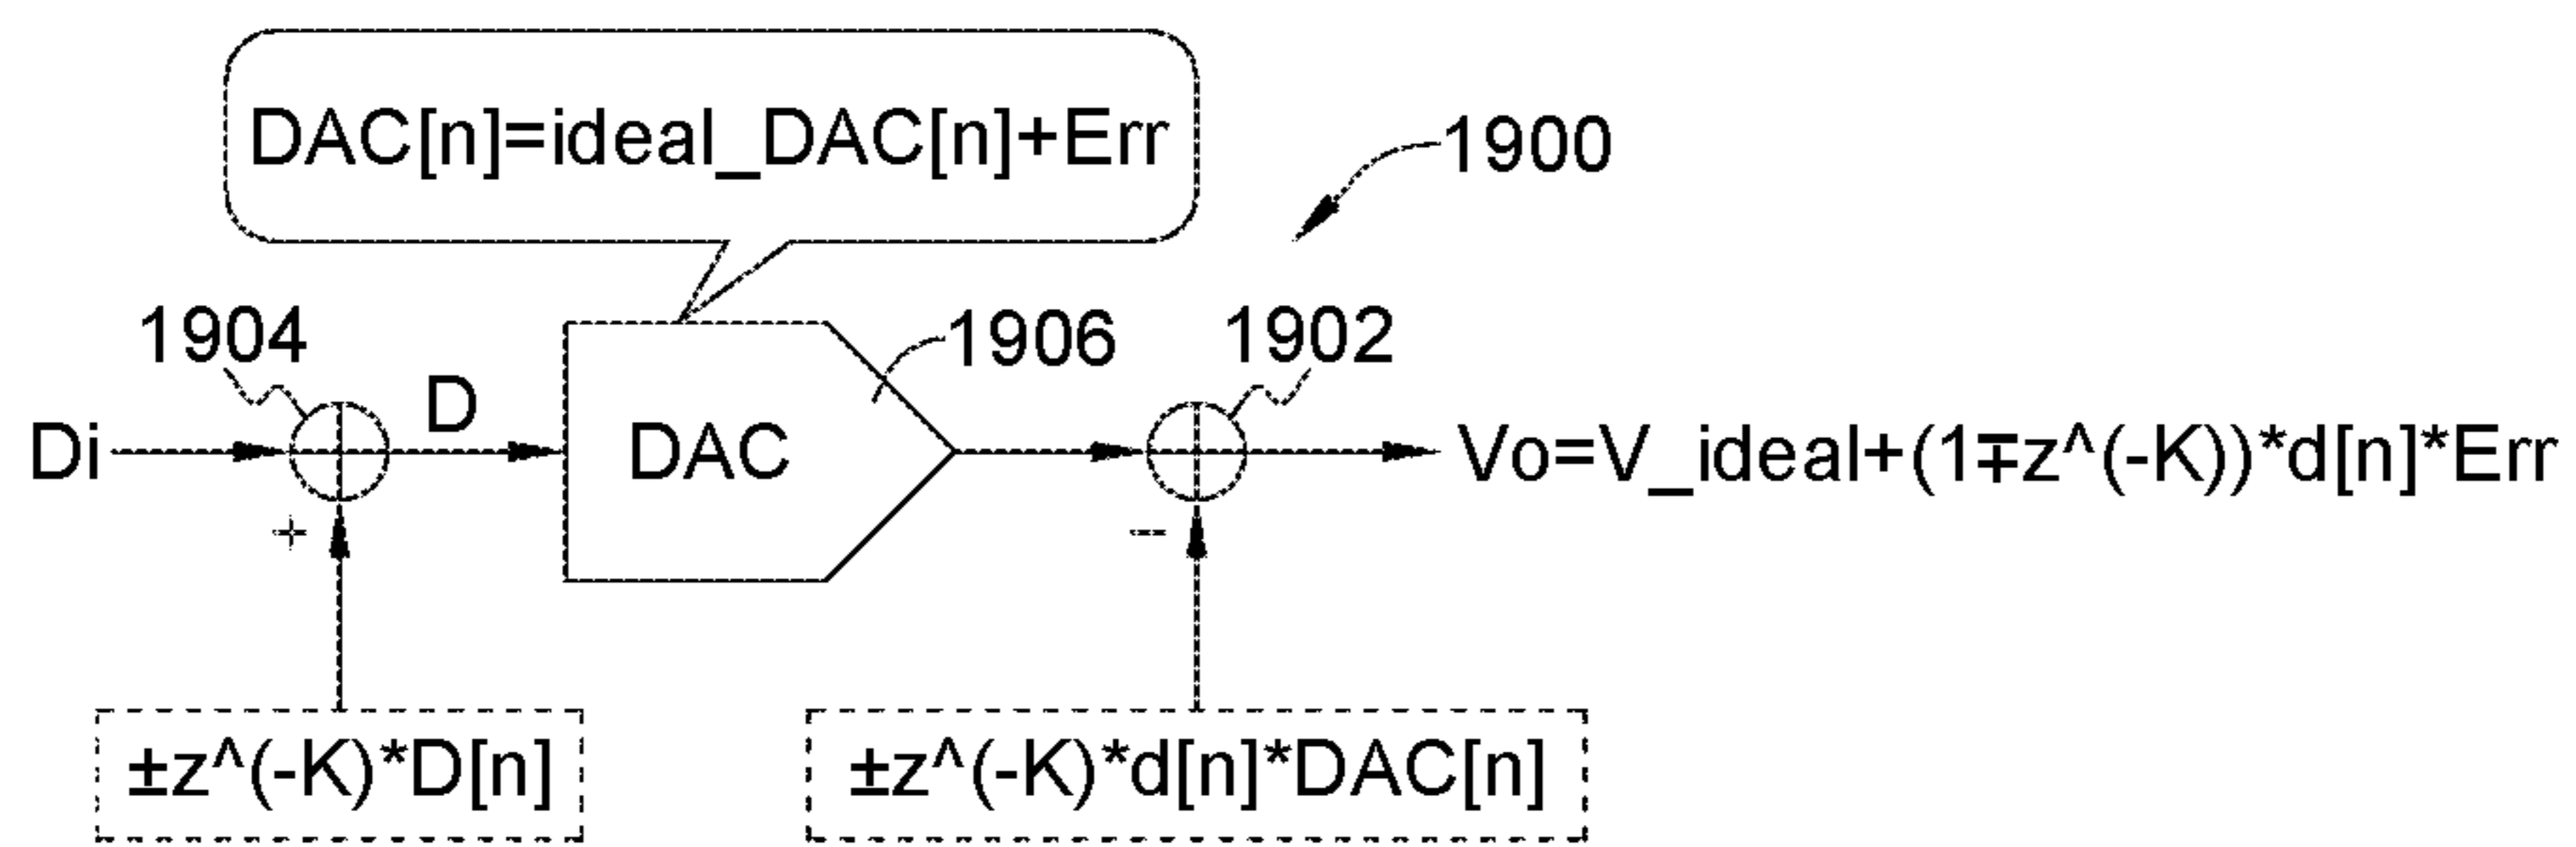 DAC[n]=ideal_DAC[n]+Err
1900
1904
1906
1902
Di
D
DAC
Vo=V_ideal+(1∓z^(-K))*d[n]*Err
+
--
±z^(-K)*D[n]
±z^(-K)*d[n]*DAC[n]